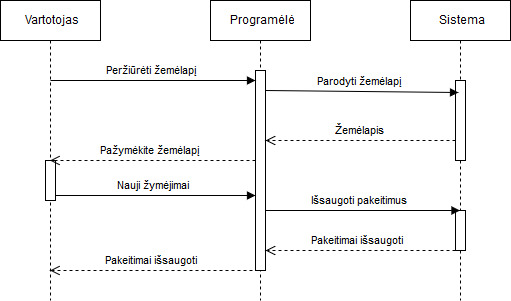 Vartotojas
Programėlė
Sistema
Peržiūrėti žemėlapį
Parodyti žemėlapį
Žemėlapis
Pažymėkite žemėlapį
Nauji žymėjimai
Išsaugoti pakeitimus
Pakeitimai išsaugoti
Pakeitimai išsaugoti